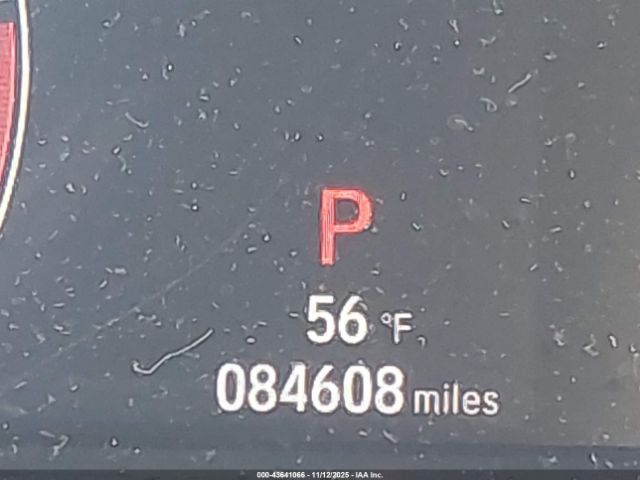 P
56 °F
084608 miles
000-43641066 - 11/12/2025 - IAA Inc.